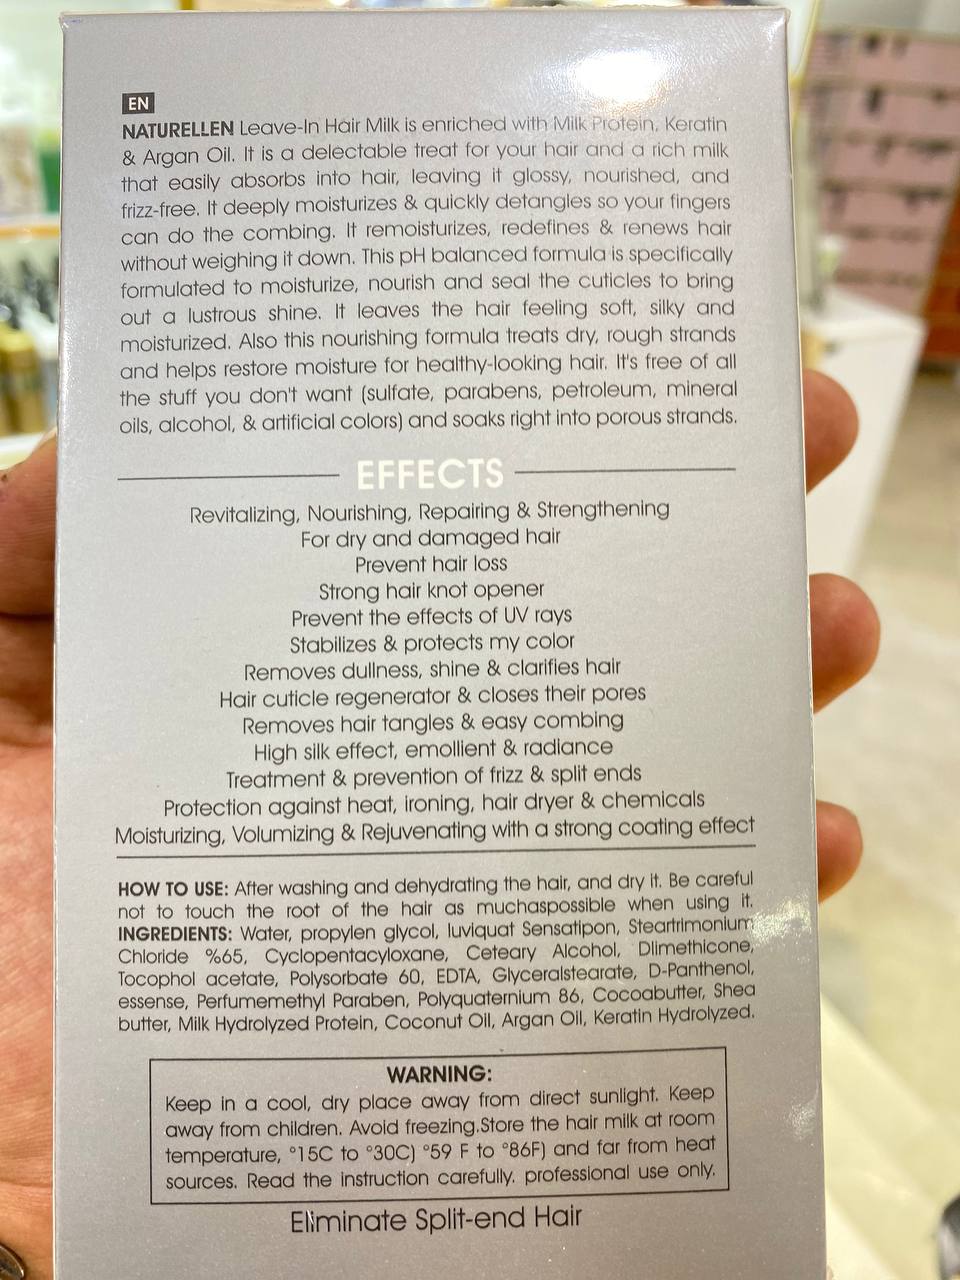 EN
NATURELLEN Leave-In Hair Milk is enriched with Milk Protein, Keratin
& Argan Oil. It is a delectable treat for your hair and a rich milk
that easily absorbs into hair, leaving it glossy, nourished, and
frizz-free. It deeply moisturizes & quickly detangles so your fingers
can do the combing. It remoisturizes, redefines & renews hair
without weighing it down. This pH balanced formula is specifically
formulated to moisturize, nourish and seal the cuticles to bring
out a lustrous shine. It leaves the hair feeling soft, silky and
moisturized. Also this nourishing formula treats dry, rough strands
and helps restore moisture for healthy-looking hair. It's free of all
the stuff you don't want (sulfate, parabens, petroleum, mineral
oils, alcohol, & artificial colors) and soaks right into porous strands.
EFFECTS
Revitalizing, Nourishing, Repairing & Strengthening
For dry and damaged hair
Prevent hair loss
Strong hair knot opener
Prevent the effects of UV rays
Stabilizes & protects my color
Removes dullness, shine & clarifies hair
Hair cuticle regenerator & closes their pores
Removes hair tangles & easy combing
High silk effect, emollient & radiance
Treatment & prevention of frizz & split ends
Protection against heat, ironing, hair dryer & chemicals
Moisturizing, Volumizing & Rejuvenating with a strong coating effect
HOW TO USE: After washing and dehydrating the hair, and dry it. Be careful
not to touch the root of the hair as muchaspossible when using it.
INGREDIENTS: Water, propylen glycol, luviquat Sensatipon, Steartrimonium
Chloride %65, Cyclopentacyloxane, Ceteary Alcohol, Dlimethicone,
Tocophol acetate, Polysorbate 60, EDTA, Glyceralstearate, D-Panthenol,
essense, Perfumemethyl Paraben, Polyquaternium 86, Cocoabutter, Shea
butter, Milk Hydrolyzed Protein, Coconut Oil, Argan Oil, Keratin Hydrolyzed.
WARNING:
Keep in a cool, dry place away from direct sunlight. Keep
away from children. Avoid freezing.Store the hair milk at room
temperature, °15C to °30C) °59 F to °86F) and far from heat
sources. Read the instruction carefully. professional use only.
Eliminate Split-end Hair